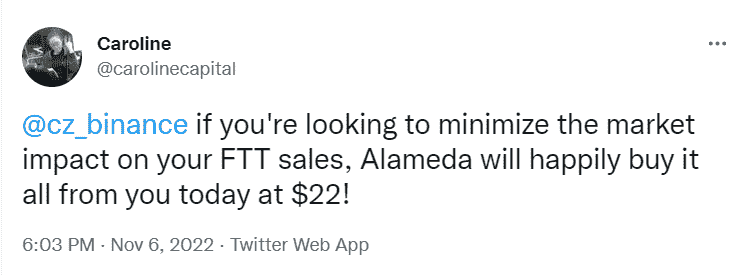 Caroline
@carolinecapital
@cz_binance if you're looking to minimize the market
impact on your FTT sales, Alameda will happily buy it
all from you today at $22!
6:03 PM · Nov 6, 2022 · Twitter Web App